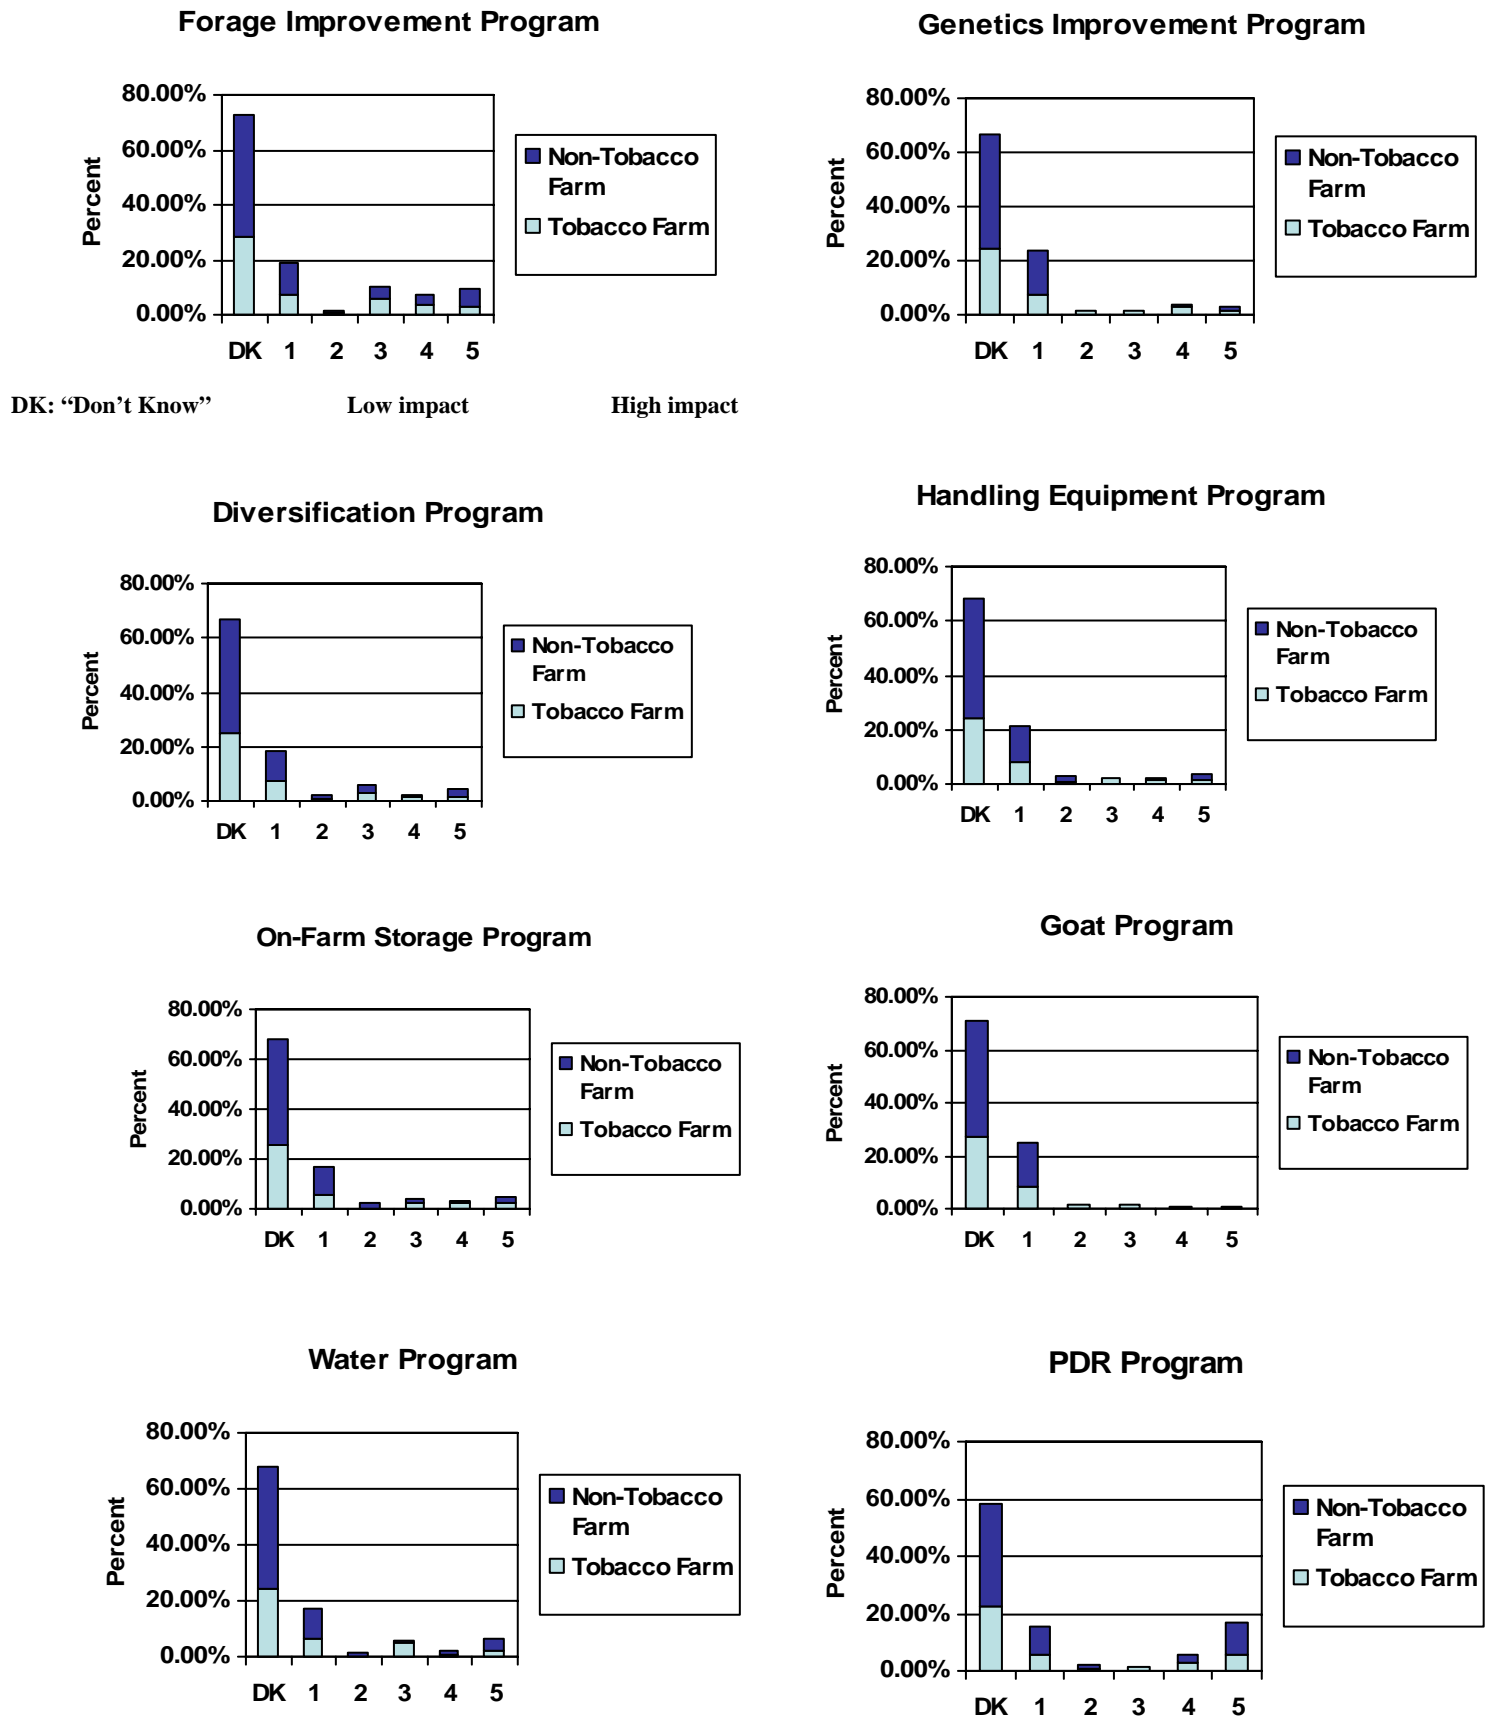 Forage Improvement Program
80.00%
60.00%
40.00%
20.00%
0.00%
Percent
DK 1 2 3 4 5
Non-Tobacco
Farm
Tobacco Farm
Genetics Improvement Program
80.00%
60.00%
40.00%
20.00%
0.00%
Percent
DK 1 2 3 4 5
Non-Tobacco
Farm
Tobacco Farm
DK: “Don’t Know” Low impact High impact
Diversification Program
80.00%
60.00%
40.00%
20.00%
0.00%
Percent
DK 1 2 3 4 5
Non-Tobacco
Farm
Tobacco Farm
Handling Equipment Program
80.00%
60.00%
40.00%
20.00%
0.00%
Percent
DK 1 2 3 4 5
Non-Tobacco
Farm
Tobacco Farm
On-Farm Storage Program
80.00%
60.00%
40.00%
20.00%
0.00%
Percent
DK 1 2 3 4 5
Non-Tobacco
Farm
Tobacco Farm
Goat Program
80.00%
60.00%
40.00%
20.00%
0.00%
Percent
DK 1 2 3 4 5
Non-Tobacco
Farm
Tobacco Farm
Water Program
80.00%
60.00%
40.00%
20.00%
0.00%
Percent
DK 1 2 3 4 5
Non-Tobacco
Farm
Tobacco Farm
PDR Program
80.00%
60.00%
40.00%
20.00%
0.00%
Percent
DK 1 2 3 4 5
Non-Tobacco
Farm
Tobacco Farm